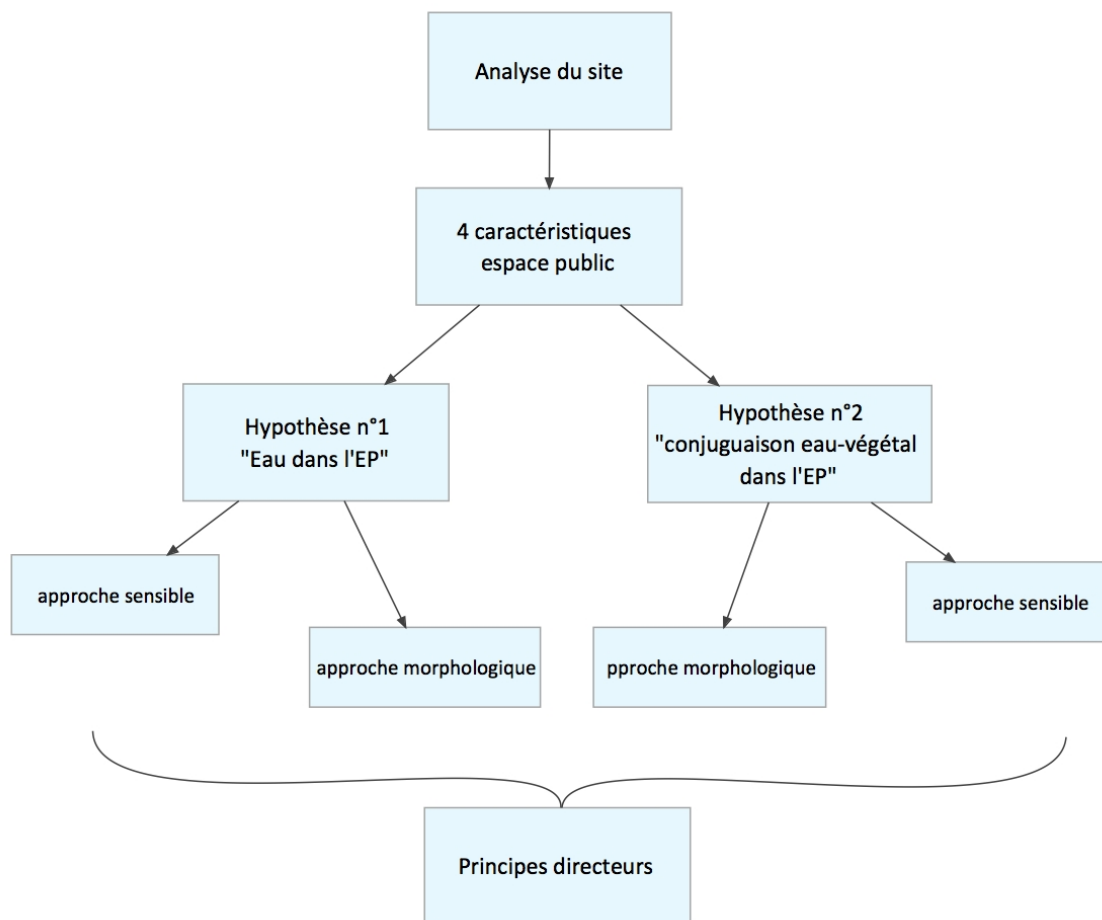 Analyse du site
4 caractéristiques
espace public
Hypothèse n°1
"Eau dans l'EP"
Hypothèse n°2
"conjuguaison eau-végétal
dans l'EP"
approche sensible
approche morphologique
pproche morphologique
approche sensible
Principes directeurs